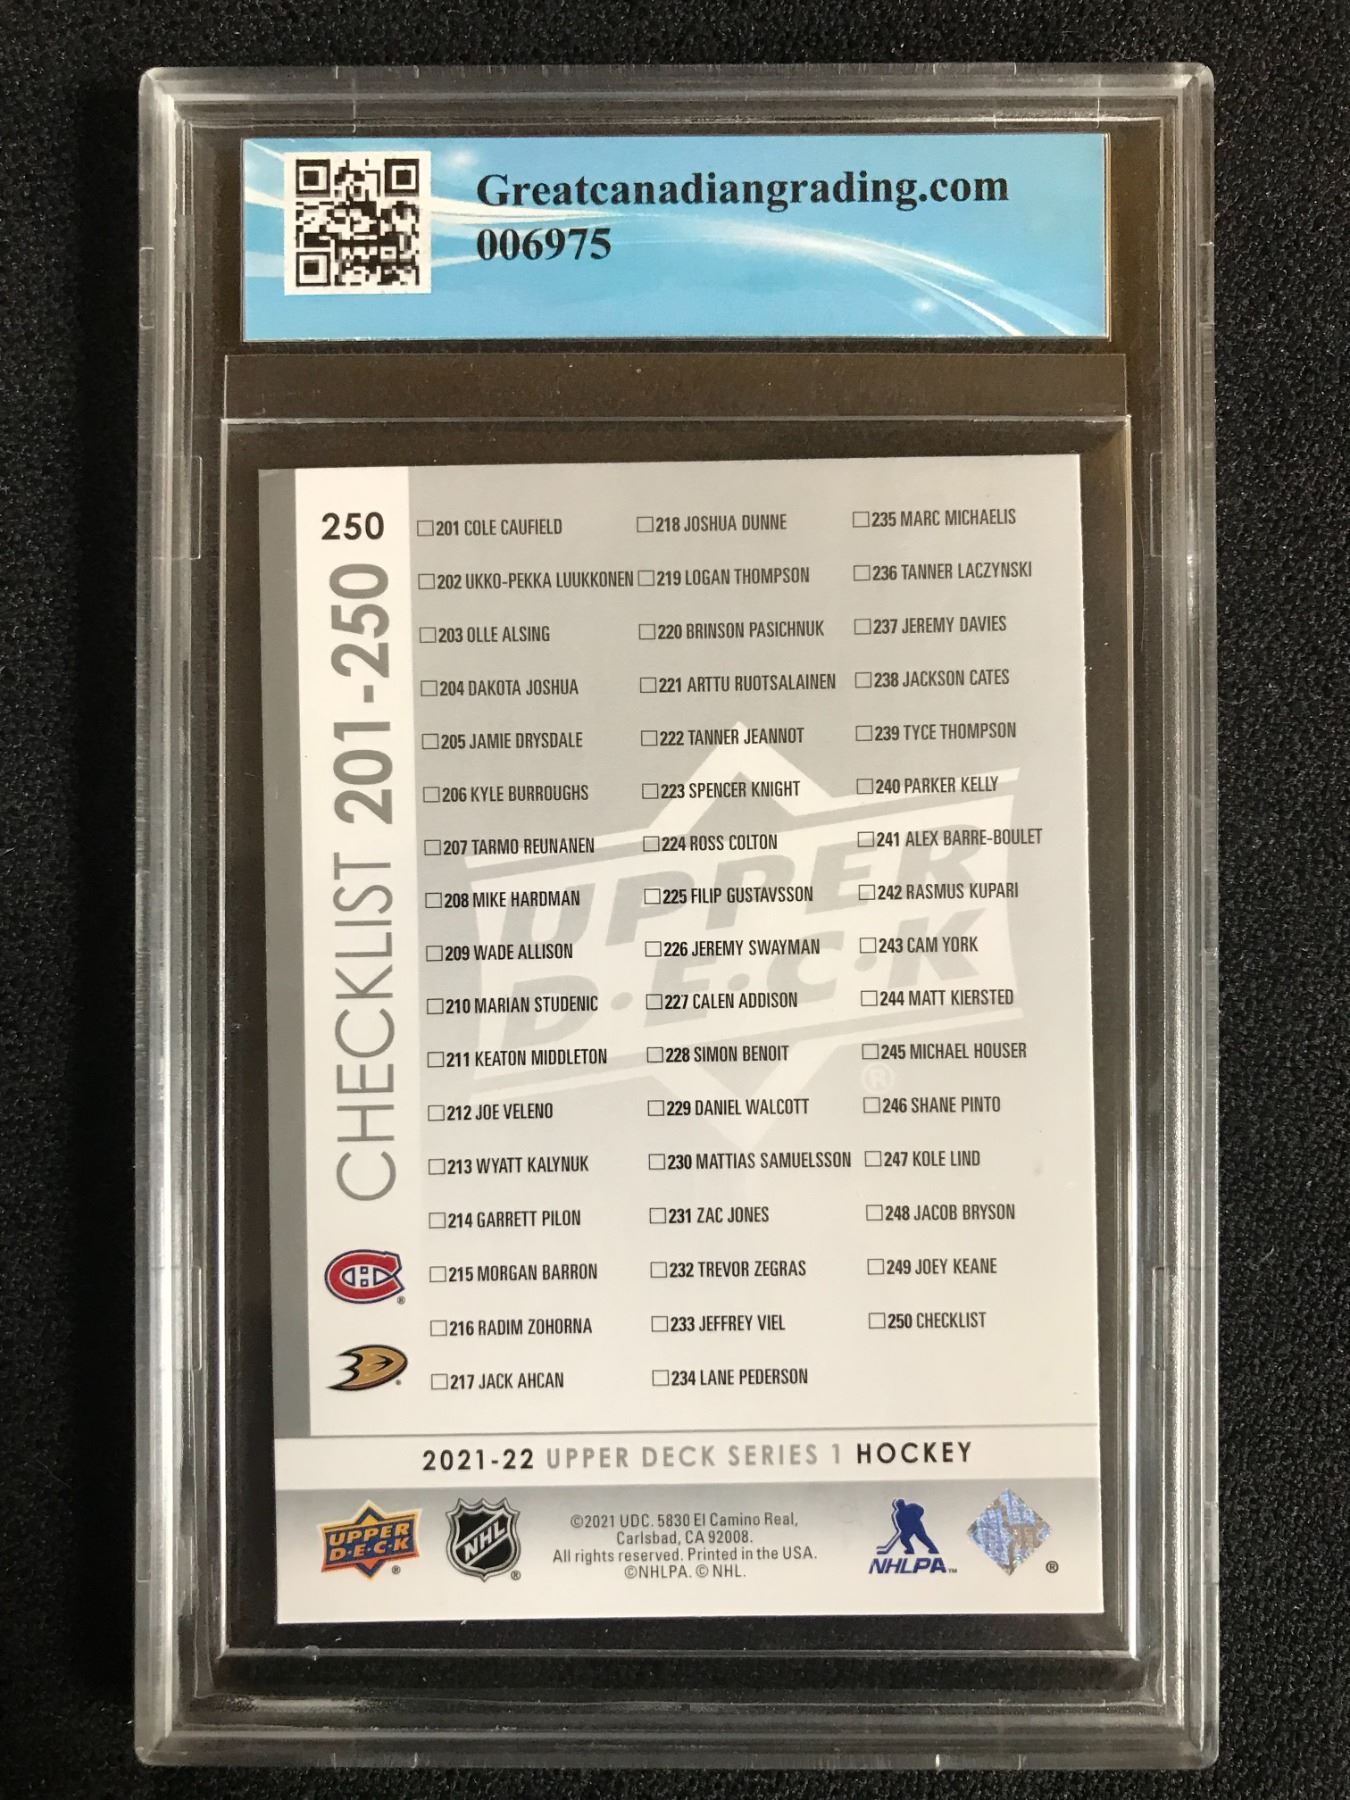 Greatcanadiangrading.com
006975
250
CHECKLIST 201-250
201 COLE CAUFIELD
202 UKKO-PEKKA LUUKKONEN
203 OLLE ALSING
204 DAKOTA JOSHUA
205 JAMIE DRYSDALE
206 KYLE BURROUGHS
207 TARMO REUNANEN
208 MIKE HARDMAN
209 WADE ALLISON
210 MARIAN STUDENIC
211 KEATON MIDDLETON
212 JOE VELENO
213 WYATT KALYNUK
214 GARRETT PILON
215 MORGAN BARRON
216 RADIM ZOHORNA
217 JACK AHCAN
218 JOSHUA DUNNE
219 LOGAN THOMPSON
220 BRINSON PASICHNUK
221 ARTTU RUOTSALAINEN
222 TANNER JEANNOT
223 SPENCER KNIGHT
224 ROSS COLTON
225 FILIP GUSTAVSSON
226 JEREMY SWAYMAN
227 CALEN ADDISON
228 SIMON BENOIT
229 DANIEL WALCOTT
230 MATTIAS SAMUELSSON
231 ZAC JONES
232 TREVOR ZEGRAS
233 JEFFREY VIEL
234 LANE PEDERSON
235 MARC MICHAELIS
236 TANNER LACZYNSKI
237 JEREMY DAVIES
238 JACKSON CATES
239 TYCE THOMPSON
240 PARKER KELLY
241 ALEX BARRE-BOULET
242 RASMUS KUPARI
243 CAM YORK
244 MATT KIERSTED
245 MICHAEL HOUSER
246 SHANE PINTO
247 KOLE LIND
248 JACOB BRYSON
249 JOEY KEANE
250 CHECKLIST
UPPER
D·E·C·K
®
2021-22 UPPER DECK SERIES 1 HOCKEY
UPPER
D·E·C·K
®
NHL
®
©2021 UDC. 5830 El Camino Real,
Carlsbad, CA 92008.
All rights reserved. Printed in the USA.
©NHLPA. © NHL.
NHLPA™
®